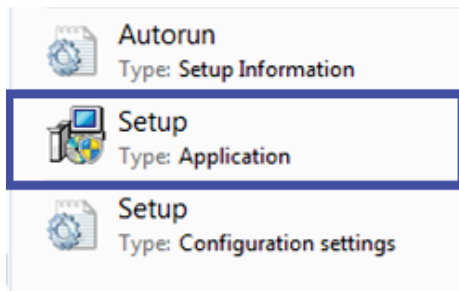 Autorun
Type: Setup Information
Setup
Type: Application
Setup
Type: Configuration settings